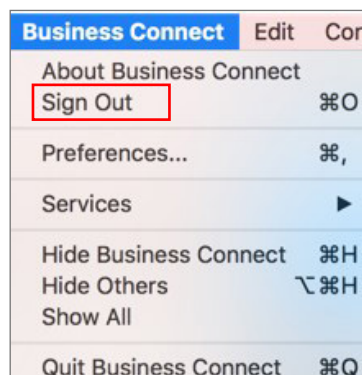 Business Connect Edit
About Business Connect
Sign Out ⌘O
Preferences... ⌘,
Services ▶
Hide Business Connect ⌘H
Hide Others ⌥⌘H
Show All
Quit Business Connect ⌘Q